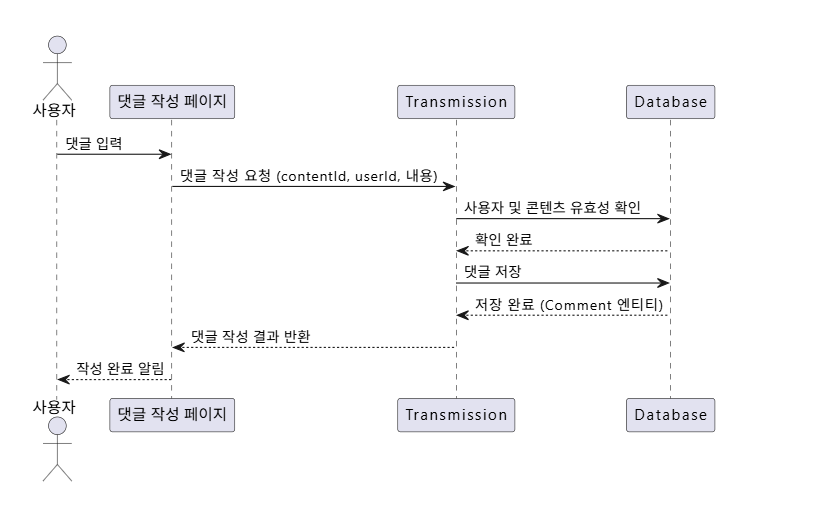 사용자
댓글 작성 페이지
Transmission
Database
댓글 입력
댓글 작성 요청 (contentId, userId, 내용)
사용자 및 콘텐츠 유효성 확인
확인 완료
댓글 저장
저장 완료 (Comment 엔티티)
댓글 작성 결과 반환
작성 완료 알림
사용자
댓글 작성 페이지
Transmission
Database